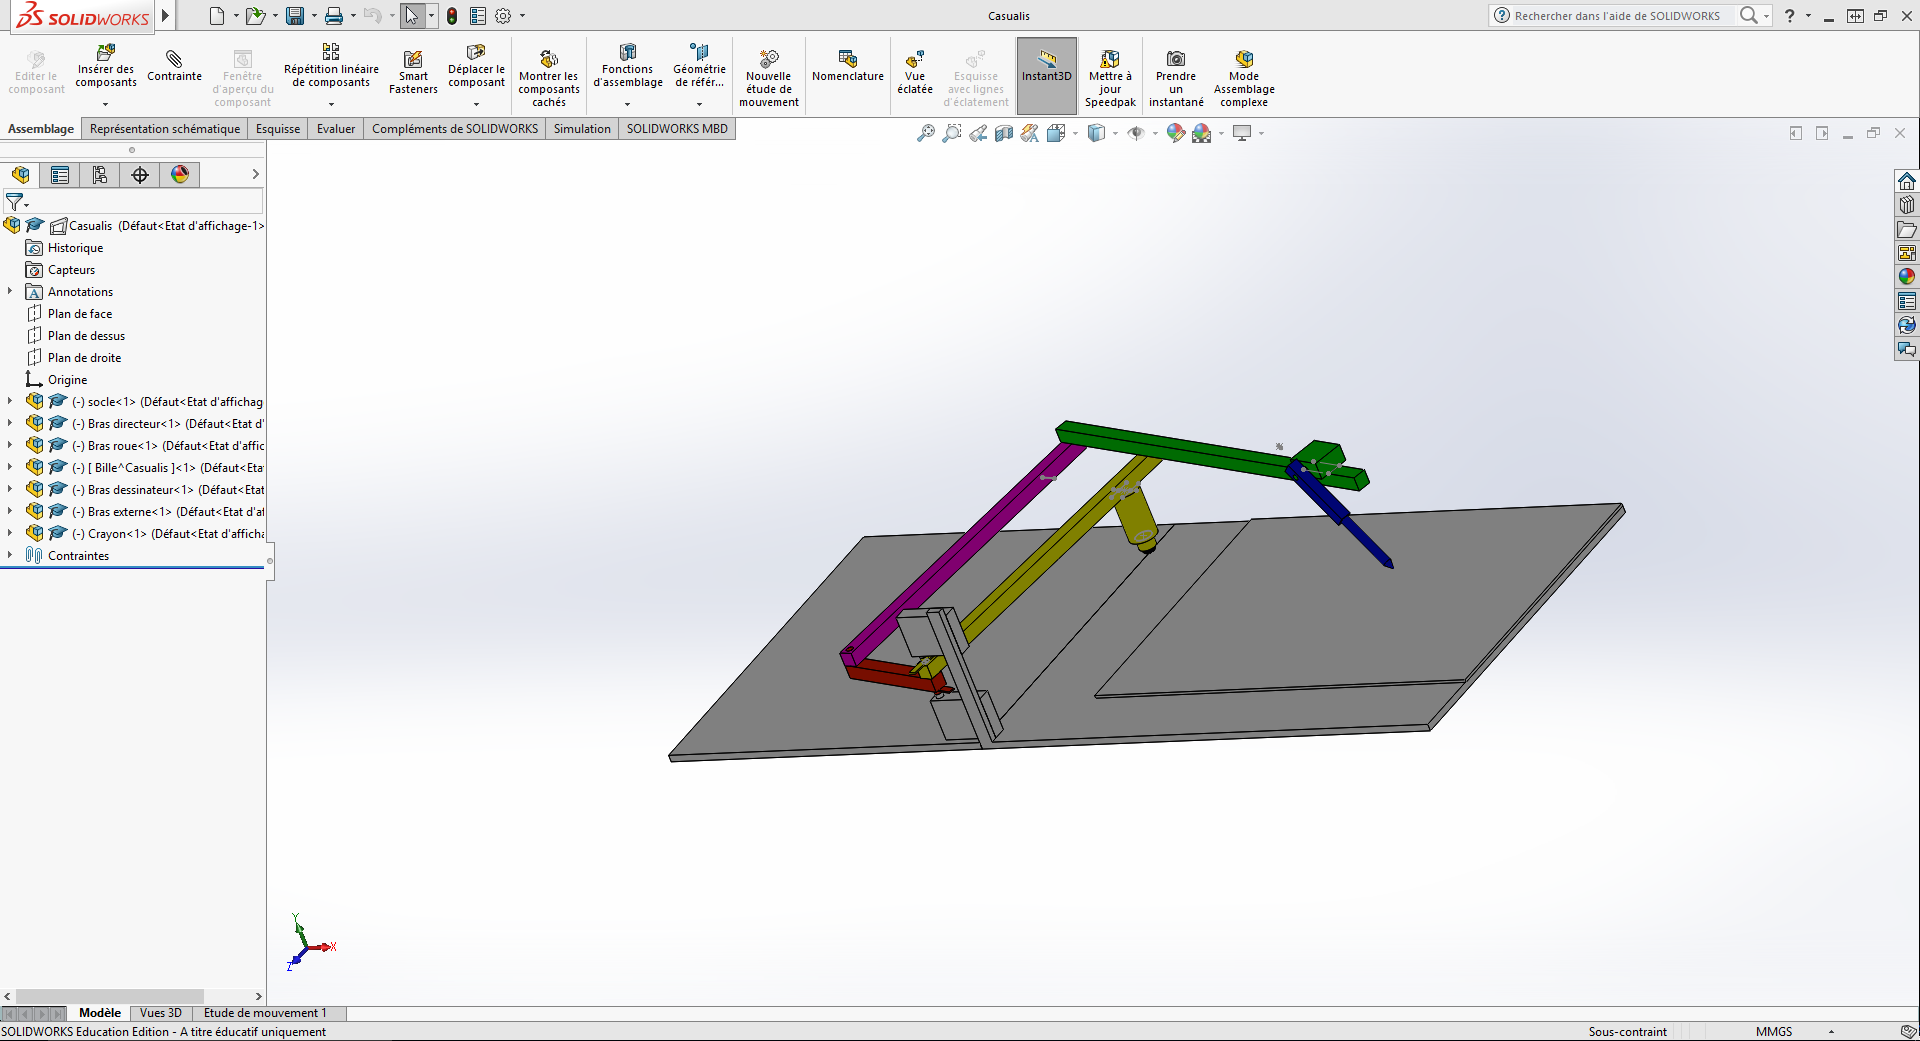 SOLIDWORKS
Casualis
Rechercher dans l'aide de SOLIDWORKS
?
Editer le
composant
Insérer des
composants
Contrainte
Fenêtre
d'aperçu du
composant
Répétition linéaire
de composants
Smart
Fasteners
Déplacer le
composant
Montrer les
composants
cachés
Fonctions
d'assemblage
Géométrie
de référ...
Nouvelle
étude de
mouvement
Nomenclature
Vue
éclatée
Esquisse
avec lignes
d'éclatement
Instant3D
Mettre à
jour
Speedpak
Prendre
un
instantané
Mode
Assemblage
complexe
Assemblage
Représentation schématique
Esquisse
Evaluer
Compléments de SOLIDWORKS
Simulation
SOLIDWORKS MBD
Casualis (Défaut<Etat d'affichage-1>
Historique
Capteurs
Annotations
Plan de face
Plan de dessus
Plan de droite
Origine
(-) socle<1> (Défaut<Etat d'affichag
(-) Bras directeur<1> (Défaut<Etat d'
(-) Bras roue<1> (Défaut<Etat d'affic
(-) [ Bille^Casualis ]<1> (Défaut<Eta
(-) Bras dessinateur<1> (Défaut<Etat
(-) Bras externe<1> (Défaut<Etat d'af
(-) Crayon<1> (Défaut<Etat d'afficha
Contraintes
Y
X
Z
Modèle
Vues 3D
Etude de mouvement 1
SOLIDWORKS Education Edition - A titre éducatif uniquement
Sous-contraint
MMGS